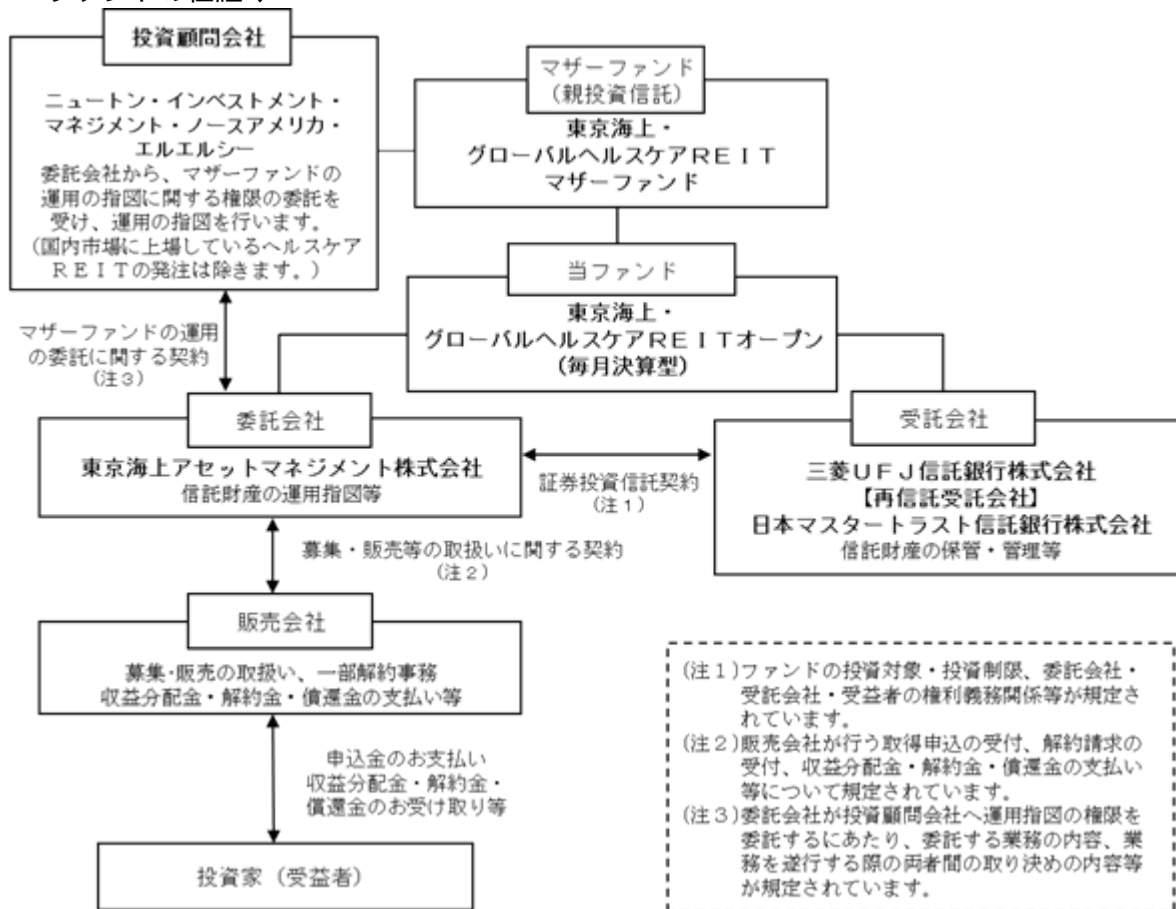 投資顧問会社
ニュートン・インベストメント・
マネジメント・ノースアメリカ・
エルエルシー
委託会社から、マザーファンドの
運用の指図に関する権限の委託を
受け、運用の指図を行います。
(国内市場に上場しているヘルスケア
ＲＥＩＴの発注は除きます。)
マザーファンド
(親投資信託)
東京海上・
グローバルヘルスケアＲＥＩＴ
マザーファンド
当ファンド
東京海上・
グローバルヘルスケアＲＥＩＴオープン
(毎月決算型)
マザーファンドの運用
の委託に関する契約
(注３)
委託会社
東京海上アセットマネジメント株式会社
信託財産の運用指図等
証券投資信託契約
(注１)
受託会社
三菱ＵＦＪ信託銀行株式会社
【再信託受託会社】
日本マスタートラスト信託銀行株式会社
信託財産の保管・管理等
募集・販売等の取扱いに関する契約
(注２)
販売会社
募集・販売の取扱い、一部解約事務
収益分配金・解約金・償還金の支払い等
申込金のお支払い
収益分配金・解約金・
償還金のお受け取り等
投資家（受益者）
(注１)ファンドの投資対象・投資制限、委託会社・
受託会社・受益者の権利義務関係等が規定さ
れています。
(注２)販売会社が行う取得申込の受付、解約請求の
受付、収益分配金・解約金・償還金の支払い
等について規定されています。
(注３)委託会社が投資顧問会社へ運用指図の権限を
委託するにあたり、委託する業務の内容、業
務を遂行する際の両者間の取り決めの内容等
が規定されています。